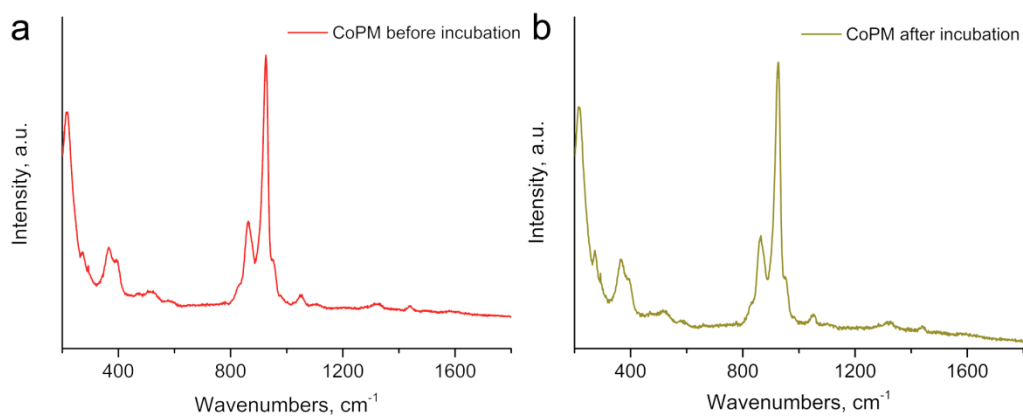 a
CoPM before incubation
Intensity, a.u.
400 800 1200 1600
Wavenumbers, cm⁻¹
b
CoPM after incubation
Intensity, a.u.
400 800 1200 1600
Wavenumbers, cm⁻¹